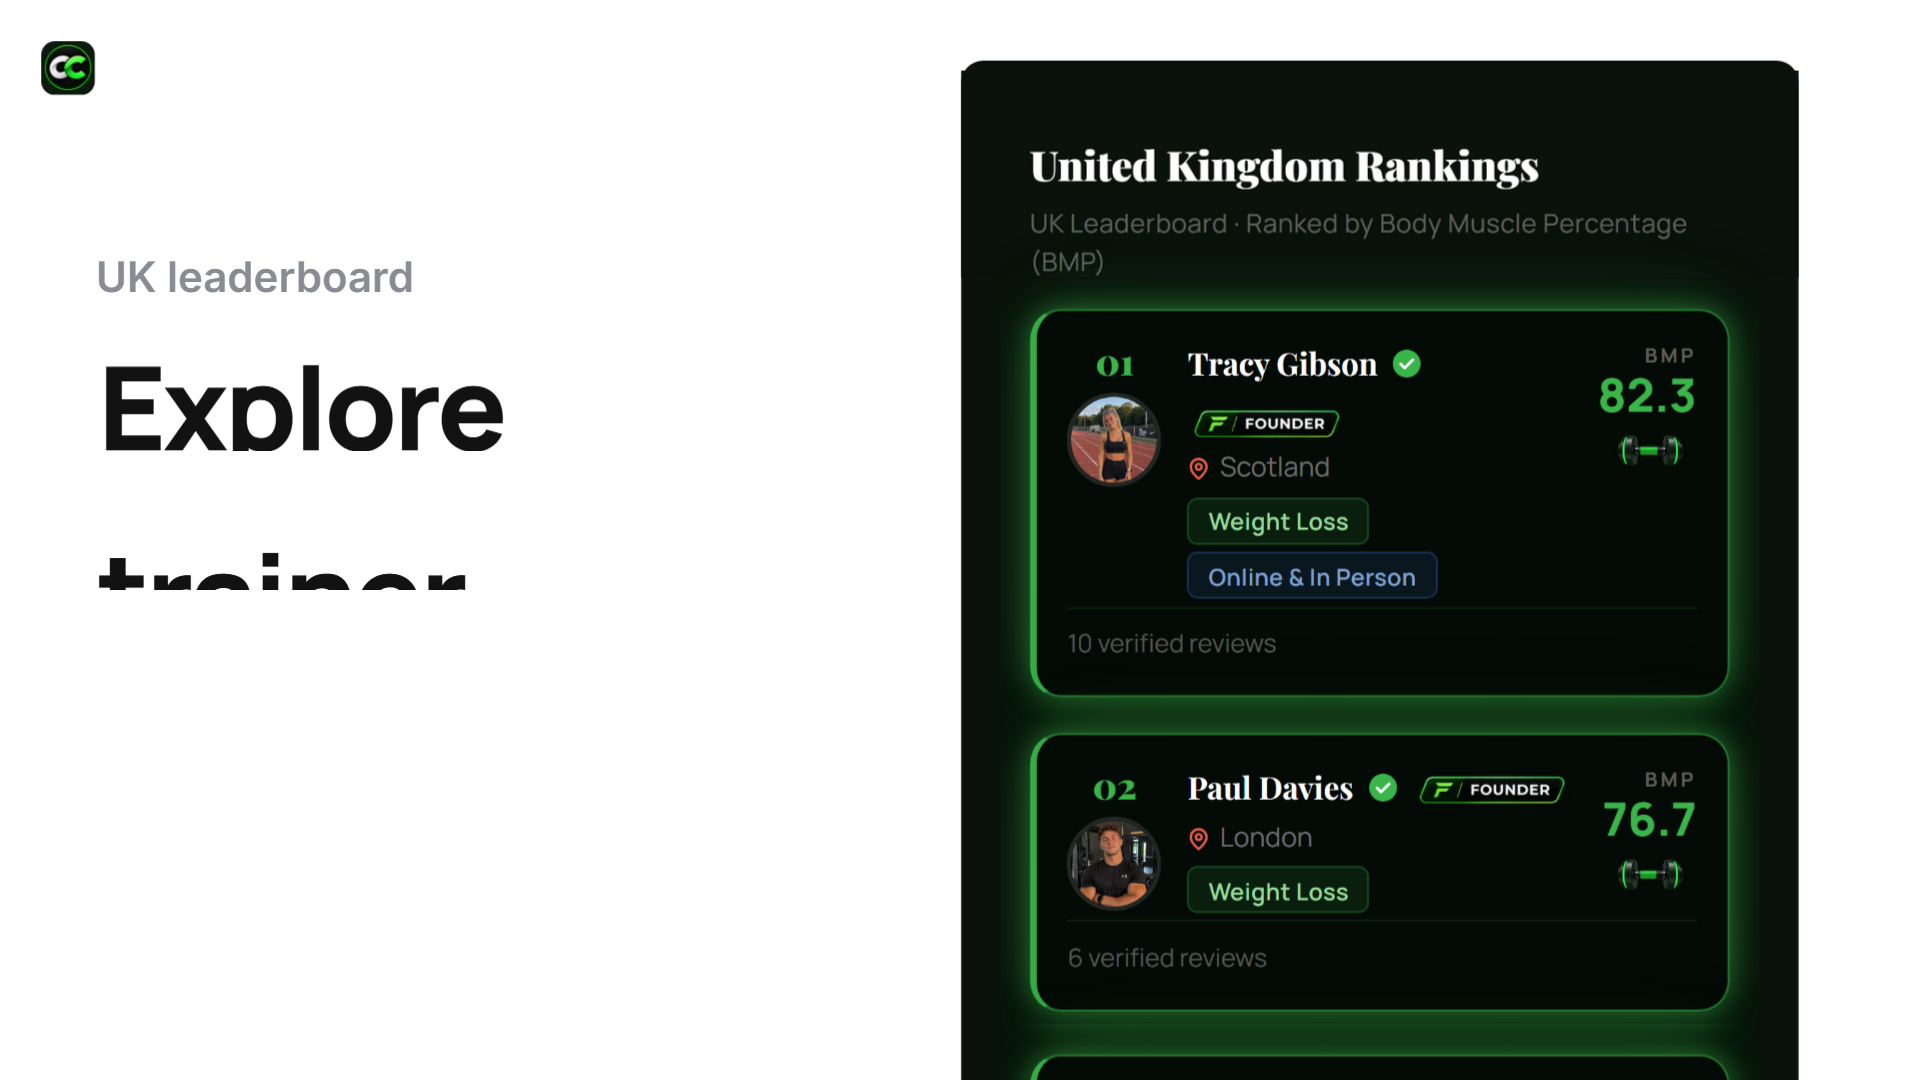 UK leaderboard
Explore
trainer
United Kingdom Rankings
UK Leaderboard · Ranked by Body Muscle Percentage
(BMP)
01
Tracy Gibson
FOUNDER
Scotland
Weight Loss
Online & In Person
BMP
82.3
10 verified reviews
02
Paul Davies
FOUNDER
London
Weight Loss
BMP
76.7
6 verified reviews